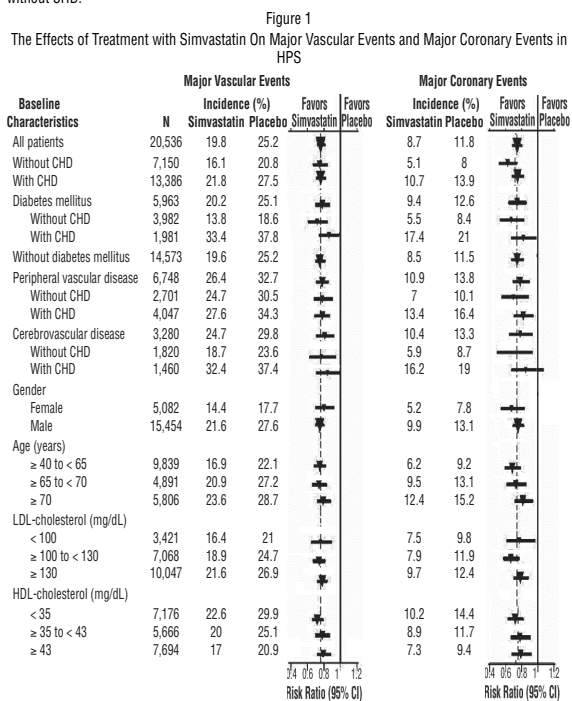 without CHD.
Figure 1
The Effects of Treatment with Simvastatin On Major Vascular Events and Major Coronary Events in
HPS
Major Vascular Events Major Coronary Events
Baseline Incidence (%) Favors Favors Incidence (%) Favors Favors
Characteristics N Simvastatin Placebo Simvastatin Placebo Simvastatin Placebo Simvastatin Placebo
All patients 20,536 19.8 25.2 8.7 11.8
Without CHD 7,150 16.1 20.8 5.1 8
With CHD 13,386 21.8 27.5 10.7 13.9
Diabetes mellitus 5,963 20.2 25.1 9.4 12.6
Without CHD 3,982 13.8 18.6 5.5 8.4
With CHD 1,981 33.4 37.8 17.4 21
Without diabetes mellitus 14,573 19.6 25.2 8.5 11.5
Peripheral vascular disease 6,748 26.4 32.7 10.9 13.8
Without CHD 2,701 24.7 30.5 7 10.1
With CHD 4,047 27.6 34.3 13.4 16.4
Cerebrovascular disease 3,280 24.7 29.8 10.4 13.3
Without CHD 1,820 18.7 23.6 5.9 8.7
With CHD 1,460 32.4 37.4 16.2 19
Gender
Female 5,082 14.4 17.7 5.2 7.8
Male 15,454 21.6 27.6 9.9 13.1
Age (years)
≥ 40 to < 65 9,839 16.9 22.1 6.2 9.2
≥ 65 to < 70 4,891 20.9 27.2 9.5 13.1
≥ 70 5,806 23.6 28.7 12.4 15.2
LDL-cholesterol (mg/dL)
< 100 3,421 16.4 21 7.5 9.8
≥ 100 to < 130 7,068 18.9 24.7 7.9 11.9
≥ 130 10,047 21.6 26.9 9.7 12.4
HDL-cholesterol (mg/dL)
< 35 7,176 22.6 29.9 10.2 14.4
≥ 35 to < 43 5,666 20 25.1 8.9 11.7
≥ 43 7,694 17 20.9 7.3 9.4
0.4 0.6 0.8 1 1.2 0.4 0.6 0.8 1 1.2
Risk Ratio (95% CI) Risk Ratio (95% CI)